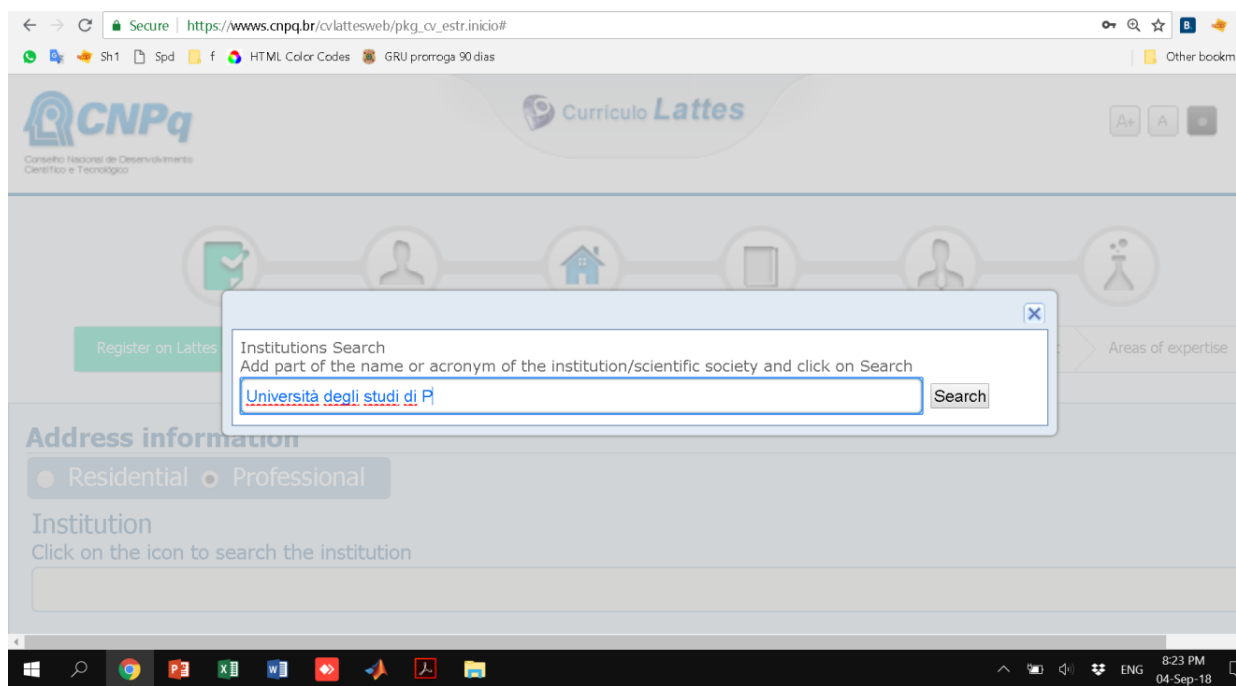 Secure https://wwws.cnpq.br/cvlattesweb/pkg_cv_estr.inicio#
B.
Sh1 Spd f HTML Color Codes GRU prorroga 90 dias Other bookm
CNPq
Conselho Nacional de Desenvolvimento
Científico e Tecnológico
Currículo Lattes
A+ A
Register on Lattes
Areas of expertise
Institutions Search
Add part of the name or acronym of the institution/scientific society and click on Search
Università degli studi di P
Search
Address information
Residential Professional
Institution
Click on the icon to search the institution
ENG
8:23 PM
04-Sep-18